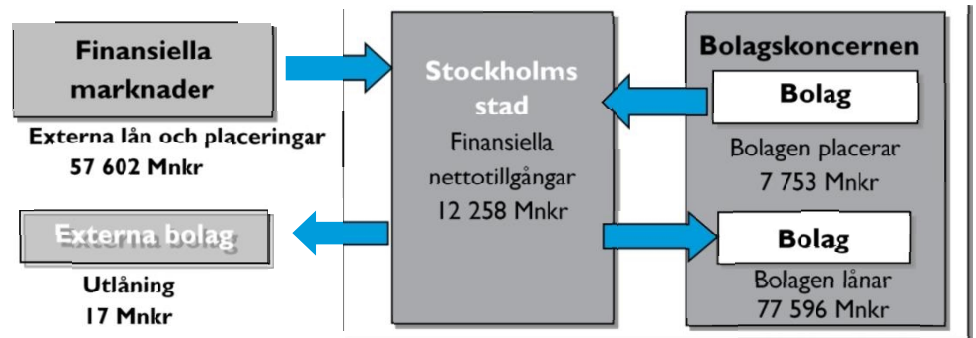 Finansiella
marknader
Externa lån och placeringar
57 602 Mnkr
Externa bolag
Utlåning
17 Mnkr
Stockholms
stad
Finansiella
nettotillgångar
12 258 Mnkr
Bolagskoncernen
Bolag
Bolagen placerar
7 753 Mnkr
Bolag
Bolagen lånar
77 596 Mnkr